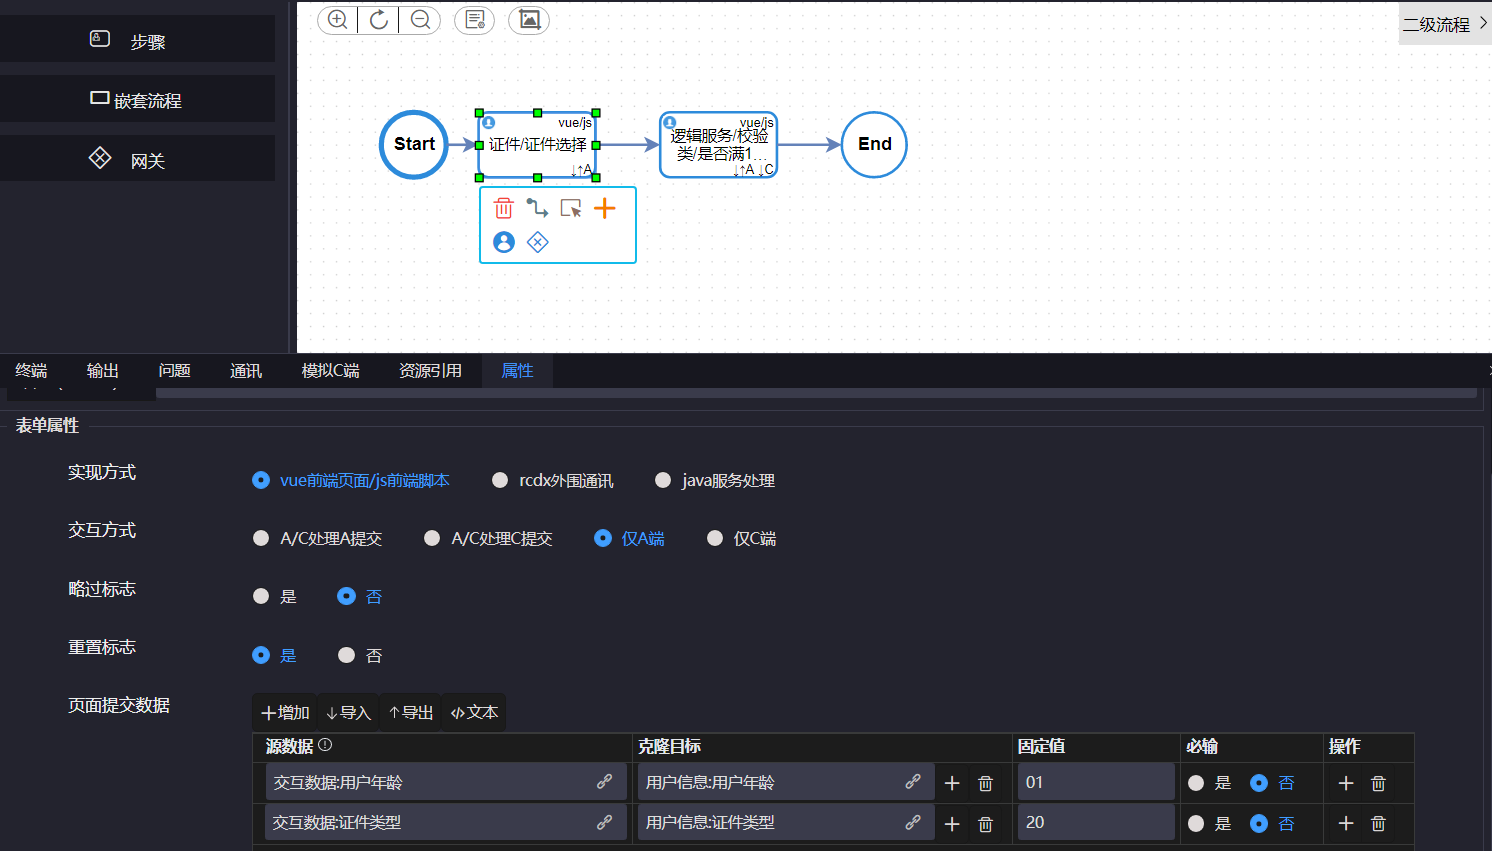 步骤
嵌套流程
网关
二级流程
Start
vue/js
证件/证件选择
↓↑A
vue/js
逻辑服务/校验
类/是否满1...
↓↑A ↓C
End
终端 输出 问题 通讯 模拟C端 资源引用 属性
表单属性
实现方式 vue前端页面/js前端脚本 rcdx外围通讯 java服务处理
交互方式 A/C处理A提交 A/C处理C提交 仅A端 仅C端
略过标志 是 否
重置标志 是 否
页面提交数据 增加 导入 导出 文本
源数据 克隆目标 固定值 必输 操作
交互数据:用户年龄 用户信息:用户年龄 01 是 否
交互数据:证件类型 用户信息:证件类型 20 是 否